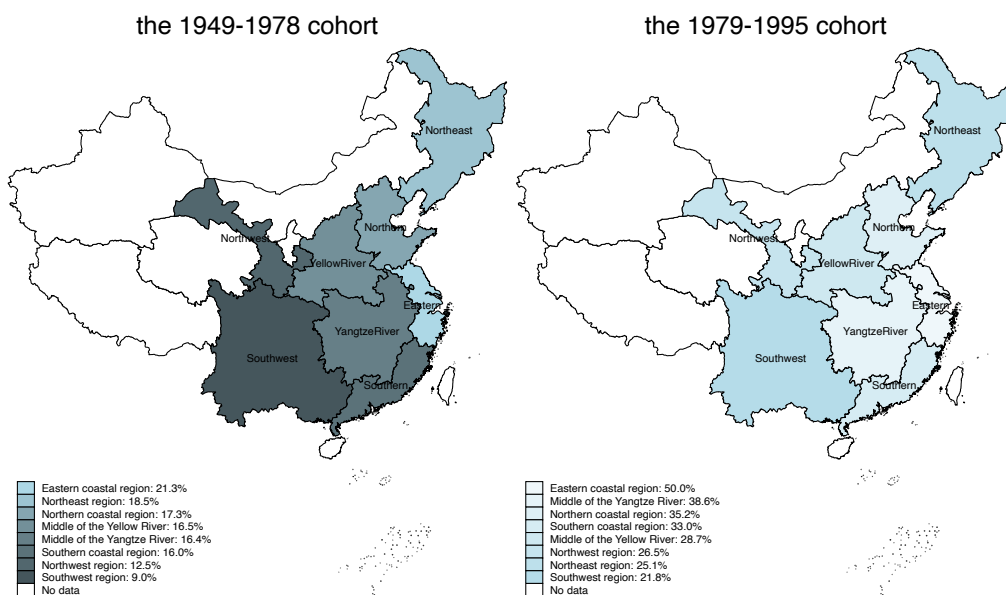 the 1949-1978 cohort
Northeast
Northwest
Northern
YellowRiver
Eastern
YangtzeRiver
Southwest
Southern
Eastern coastal region: 21.3%
Northeast region: 18.5%
Northern coastal region: 17.3%
Middle of the Yellow River: 16.5%
Middle of the Yangtze River: 16.4%
Southern coastal region: 16.0%
Northwest region: 12.5%
Southwest region: 9.0%
No data
the 1979-1995 cohort
Northeast
Northwest
Northern
YellowRiver
Eastern
YangtzeRiver
Southwest
Southern
Eastern coastal region: 50.0%
Middle of the Yangtze River: 38.6%
Northern coastal region: 35.2%
Southern coastal region: 33.0%
Middle of the Yellow River: 28.7%
Northwest region: 26.5%
Northeast region: 25.1%
Southwest region: 21.8%
No data